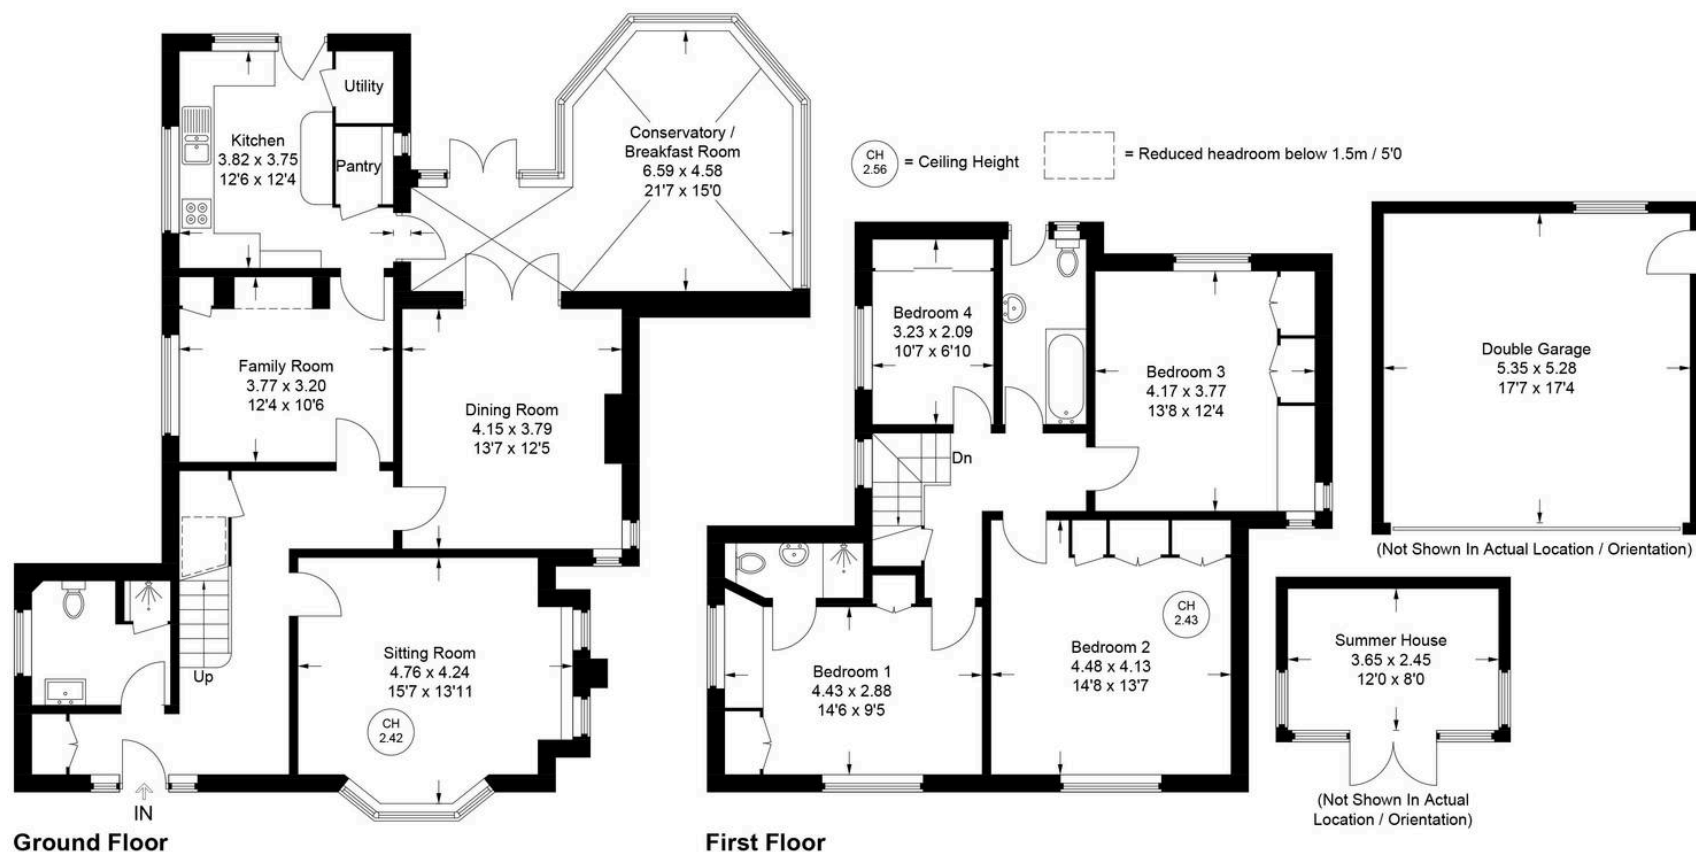 Utility
Kitchen
3.82 x 3.75
12'6 x 12'4
Pantry
Conservatory /
Breakfast Room
6.59 x 4.58
21'7 x 15'0
Family Room
3.77 x 3.20
12'4 x 10'6
Dining Room
4.15 x 3.79
13'7 x 12'5
Up
Sitting Room
4.76 x 4.24
15'7 x 13'11
CH
2.42
IN
Ground Floor
CH
2.56
= Ceiling Height
= Reduced headroom below 1.5m / 5'0
Bedroom 4
3.23 x 2.09
10'7 x 6'10
Bedroom 3
4.17 x 3.77
13'8 x 12'4
Dn
CH
2.43
Bedroom 2
4.48 x 4.13
14'8 x 13'7
Bedroom 1
4.43 x 2.88
14'6 x 9'5
First Floor
Double Garage
5.35 x 5.28
17'7 x 17'4
(Not Shown In Actual Location / Orientation)
Summer House
3.65 x 2.45
12'0 x 8'0
(Not Shown In Actual
Location / Orientation)